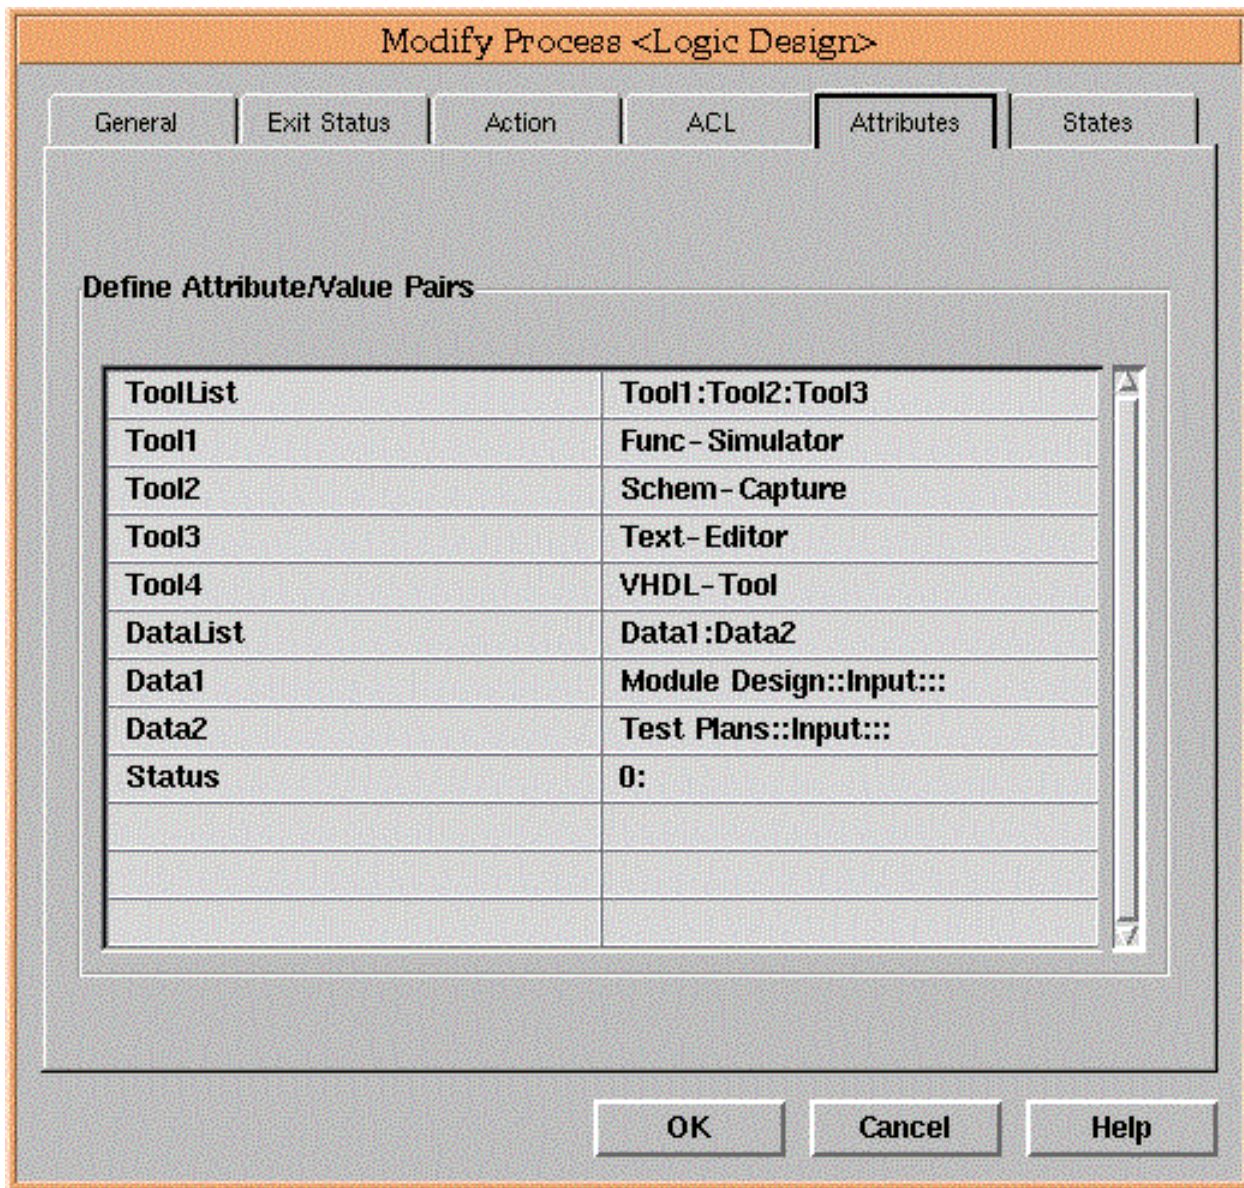 Modify Process <Logic Design>
General Exit Status Action ACL Attributes States
Define Attribute/Value Pairs
ToolList Tool1:Tool2:Tool3
Tool1 Func-Simulator
Tool2 Schem-Capture
Tool3 Text-Editor
Tool4 VHDL-Tool
DataList Data1:Data2
Data1 Module Design::Input:::
Data2 Test Plans::Input:::
Status 0:
OK Cancel Help